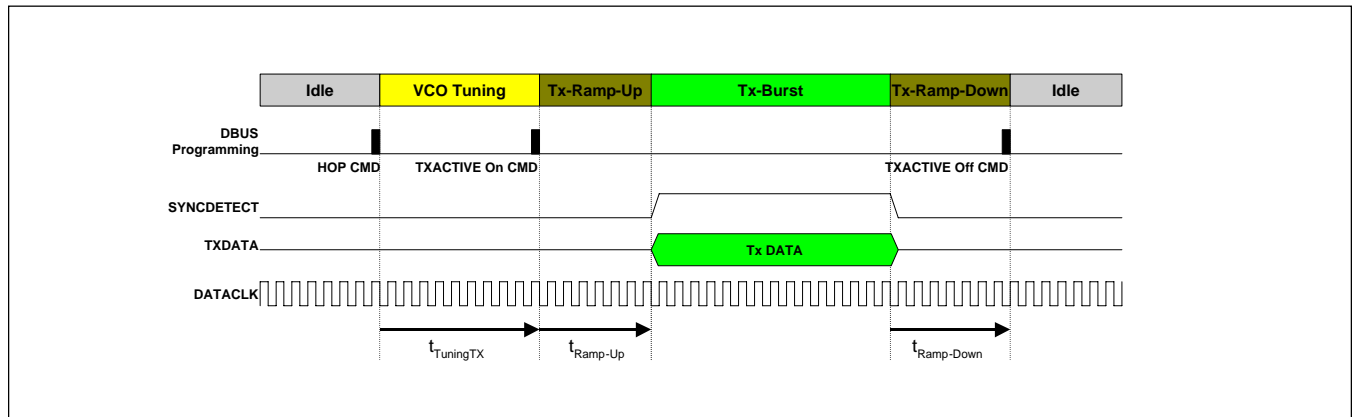 Idle VCO Tuning Tx-Ramp-Up Tx-Burst Tx-Ramp-Down Idle
DBUS
Programming
HOP CMD TXACTIVE On CMD TXACTIVE Off CMD
SYNCDETECT
TXDATA Tx DATA
DATACLK
tTuningTX tRamp-Up tRamp-Down